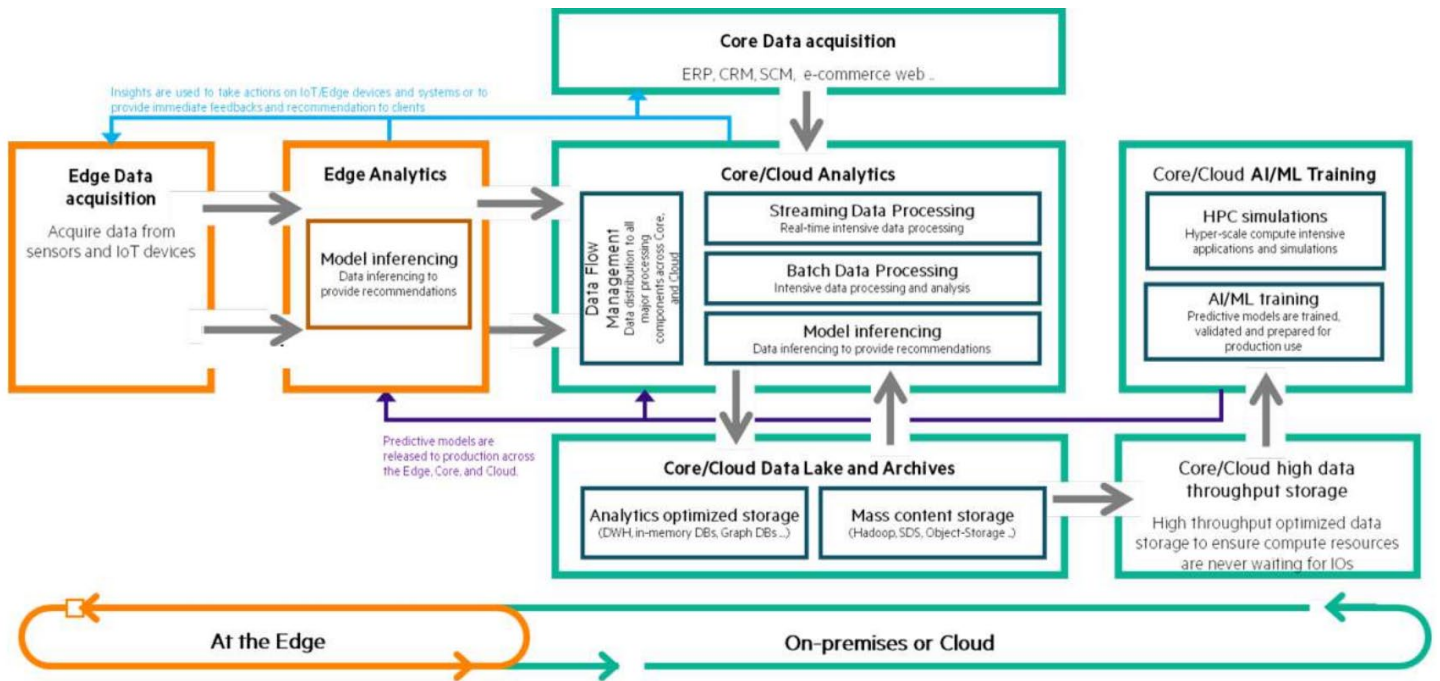 Core Data acquisition
ERP, CRM, SCM, e-commerce web ..
Insights are used to take actions on IoT/Edge devices and systems or to
provide immediate feedbacks and recommendation to clients
Edge Data
acquisition
Acquire data from
sensors and IoT devices
Edge Analytics
Model inferencing
Data inferencing to
provide recommendations
Core/Cloud Analytics
Data Flow
Management
Data distribution to all
major processing
components across Core,
and Cloud
Streaming Data Processing
Real-time intensive data processing
Batch Data Processing
Intensive data processing and analysis
Model inferencing
Data inferencing to provide recommendations
Core/Cloud AI/ML Training
HPC simulations
Hyper-scale compute intensive
applications and simulations
AI/ML training
Predictive models are trained,
validated and prepared for
production use
Predictive models are
released to production across
the Edge, Core, and Cloud.
Core/Cloud Data Lake and Archives
Analytics optimized storage
(DWH, in-memory DBs, Graph DBs ...)
Mass content storage
(Hadoop, SDS, Object-Storage ..)
Core/Cloud high data
throughput storage
High throughput optimized data
storage to ensure compute resources
are never waiting for IOs
At the Edge
On-premises or Cloud